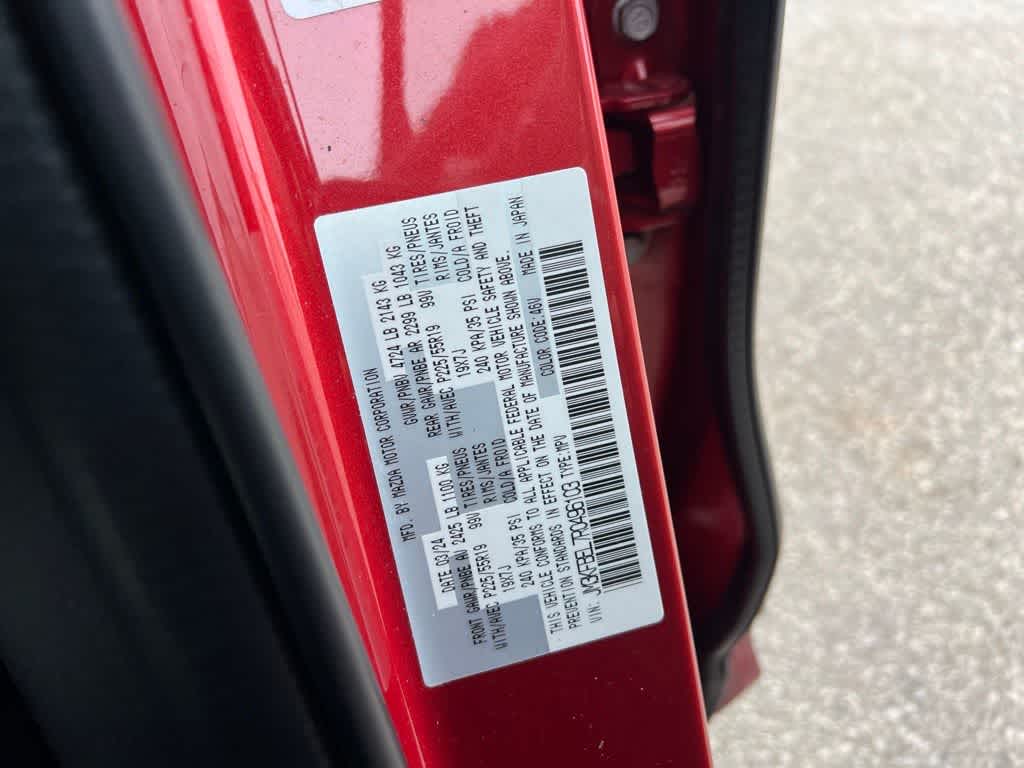 MFD. BY MAZDA MOTOR CORPORATION
DATE 03/24 GVWR/PNBV 4724 LB 2143 KG
FRONT GAWR/PNBE AV 2425 LB 1100 KG REAR GAWR/PNBE AR 2299 LB 1043 KG
WITH/AVEC P225/55R19 99V TIRES/PNEUS WITH/AVEC P225/55R19 99V TIRES/PNEUS
19X7J RIMS/JANTES 19X7J RIMS/JANTES
240 KPA/35 PSI COLD/A FROID 240 KPA/35 PSI COLD/A FROID
THIS VEHICLE CONFORMS TO ALL APPLICABLE FEDERAL MOTOR VEHICLE SAFETY AND THEFT
PREVENTION STANDARDS IN EFFECT ON THE DATE OF MANUFACTURE SHOWN ABOVE.
VIN: JM3KFBEL7R0496103 TYPE:MPV COLOR CODE:46V MADE IN JAPAN